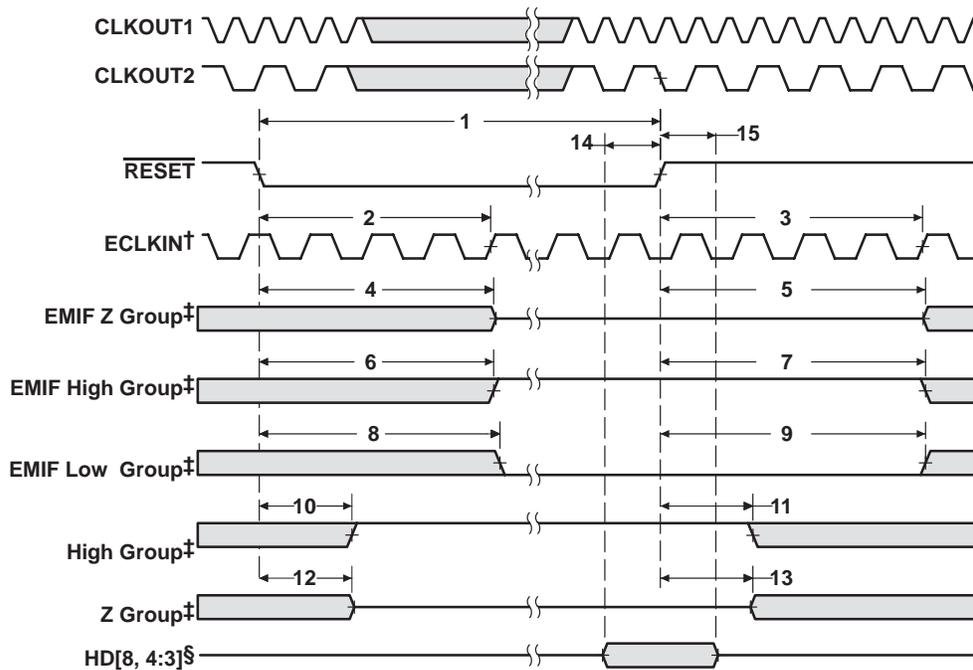 CLKOUT1
CLKOUT2
1
14
15
RESET
2
3
ECLKIN†
4
5
EMIF Z Group‡
6
7
EMIF High Group‡
8
9
EMIF Low Group‡
10
11
High Group‡
12
13
Z Group‡
HD[8, 4:3]§